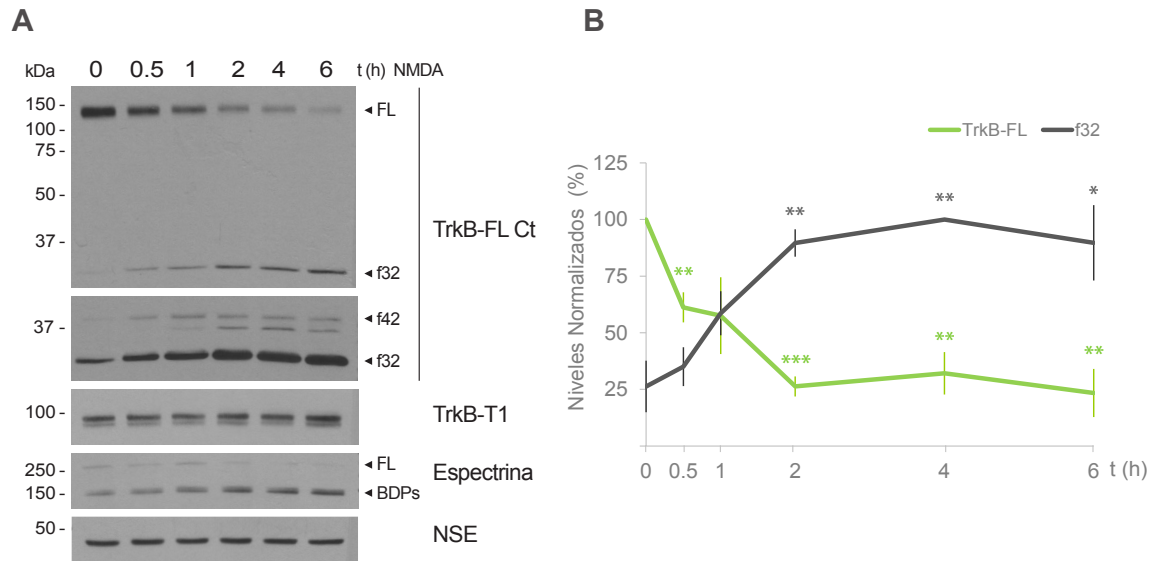 A
kDa 0 0.5 1 2 4 6 t (h) NMDA
150 -
100 -
75 -
50 -
37 -
◄ FL
◄ f32
TrkB-FL Ct
37 -
◄ f42
◄ f32
100 -
TrkB-T1
250 -
150 -
◄ FL
◄ BDPs
Espectrina
50 -
NSE
B
TrkB-FL f32
Niveles Normalizados (%)
125
100
75
50
25
** *** ** **
** ** *
0 0.5 1 2 4 6 t (h)